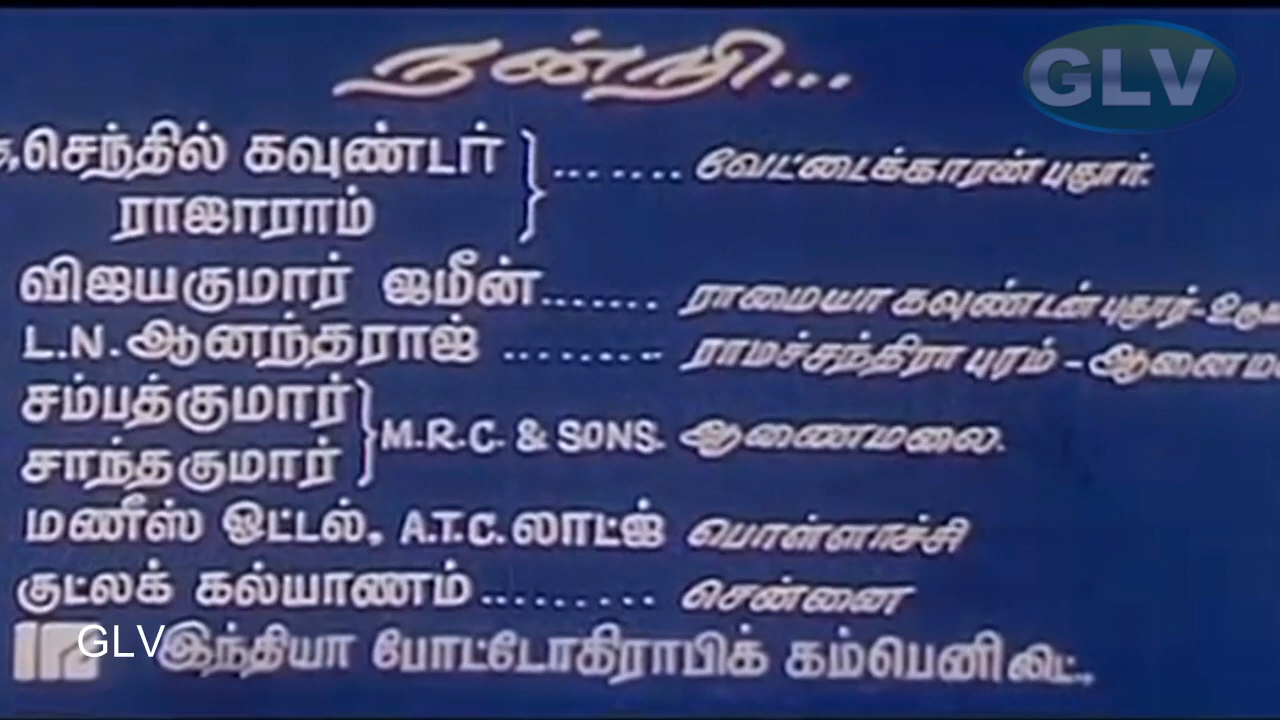 நன்றி...
GLV
செந்தில் கவுண்டர்
ராஜாராம் } ....... வேட்டைக்காரன் புதூர்.
விஜயகுமார் ஜமீன்....... ராமையா கவுண்டன் புதூர்-
L.N. ஆனந்தராஜ் ......... ராமச்சந்திரா புரம் -
சம்பத்குமார்
சாந்தகுமார் } M.R.C. & SONS. ஆணைமலை.
மணீஸ் ஓட்டல், A.T.C. லாட்ஜ் பொள்ளாச்சி
குட்லக் கல்யாணம் ......... சென்னை
GLV இந்தியா போட்டோகிராபிக் கம்பெனி லிட்.,